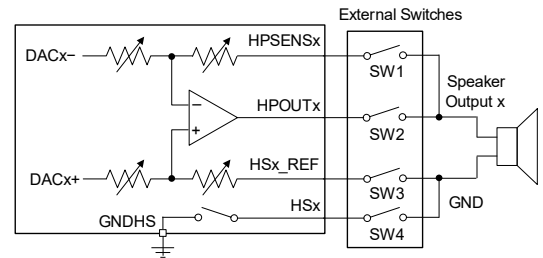 External Switches
DACx−
HPSENSx
SW1
Speaker
Output x
−
HPOUTx
SW2
+
DACx+
HSx_REF
SW3
GND
GNDHS
HSx
SW4